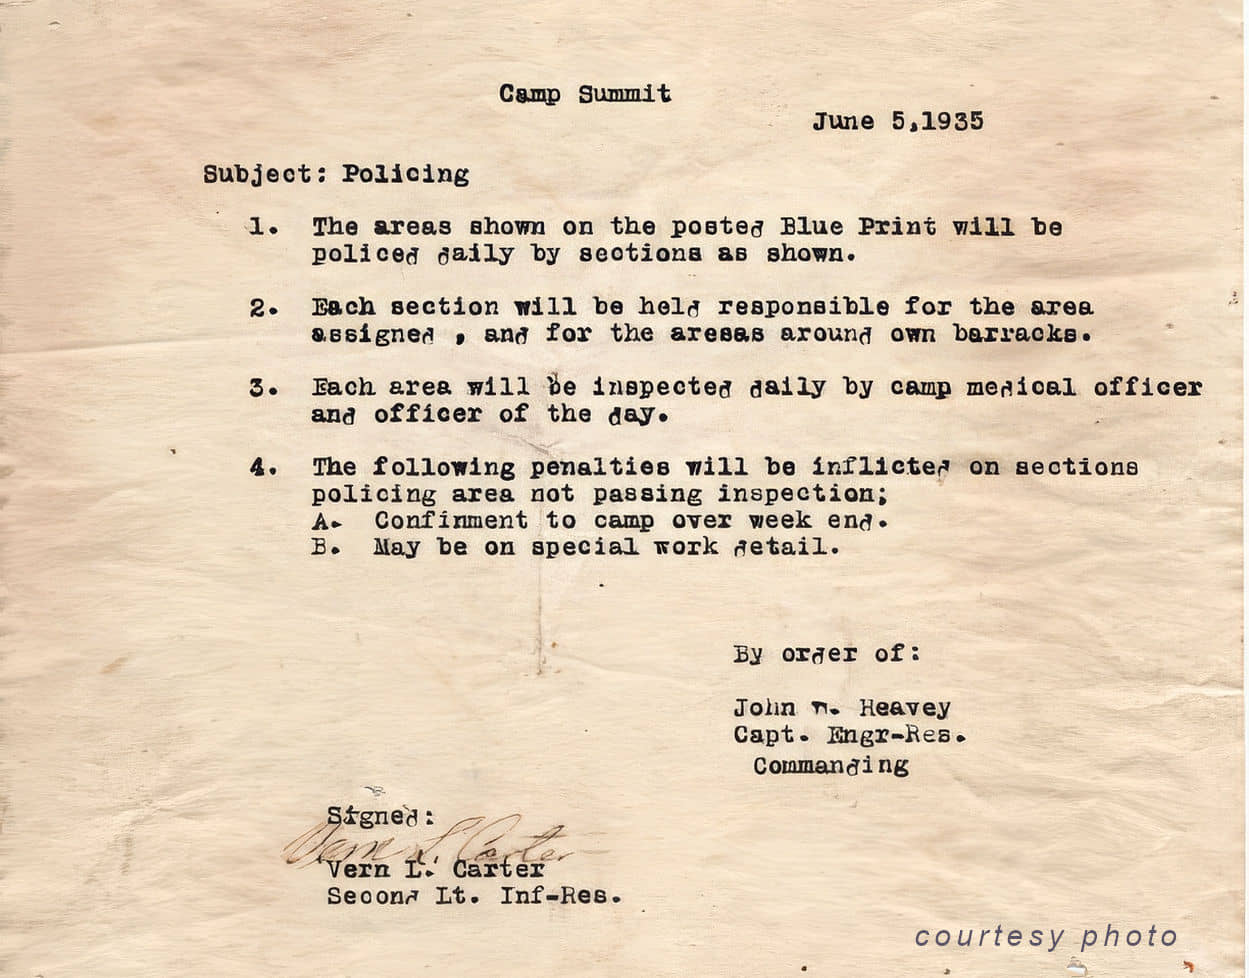 Camp Summit
June 5,1935
Subject: Policing
1. The areas shown on the posted Blue Print will be
policed daily by sections as shown.
2. Each section will be held responsible for the area
assigned , and for the aresas around own barracks.
3. Each area will be inspected daily by camp medical officer
and officer of the day.
4. The following penalties will be inflicted on sections
policing area not passing inspection;
A. Confinment to camp over week end.
B. May be on special work detail.
By order of:
John W. Heavey
Capt. Engr-Res.
Commanding
Signed:
Vern L. Carter
Vern L. Carter
Second Lt. Inf-Res.
courtesy photo